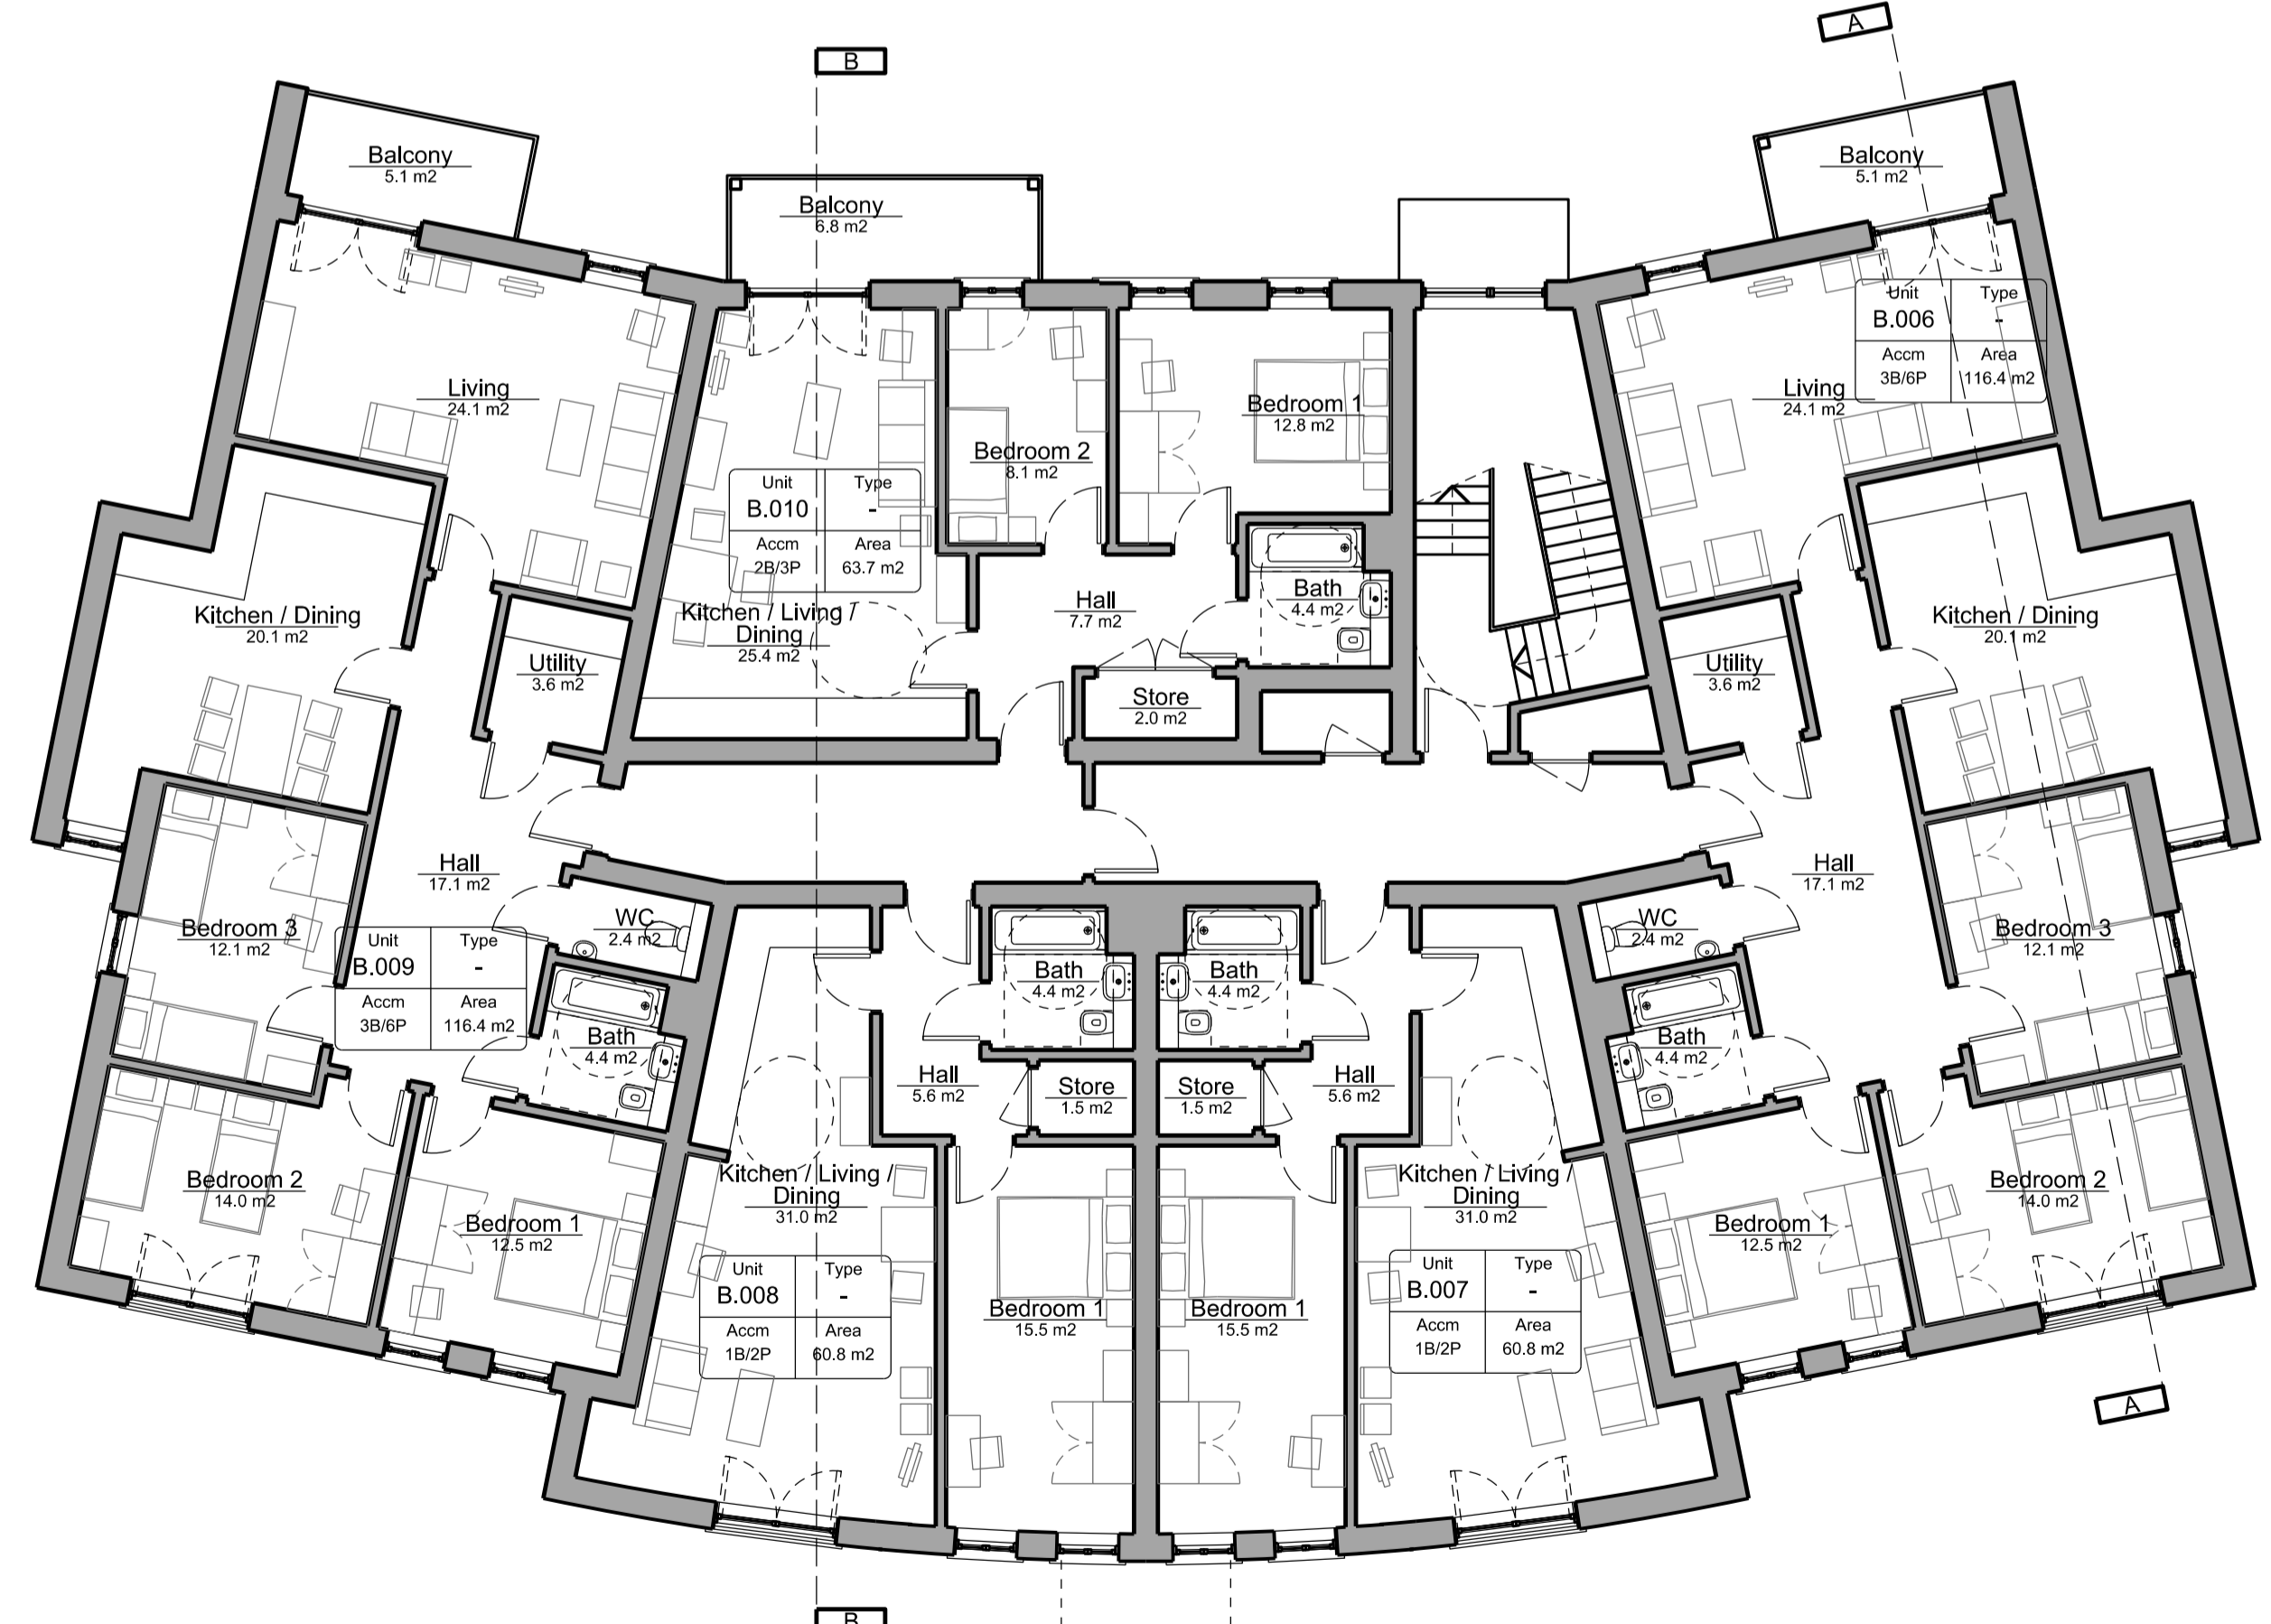 A
B
Balcony
5.1 m2
Balcony
5.1 m2
Balcony
6.8 m2
Unit
B.006
Type
-
Accm
3B/6P
Area
116.4 m2
Living
24.1 m2
Living
24.1 m2
Bedroom 1
12.8 m2
Bedroom 2
8.1 m2
Unit
B.010
Type
-
Accm
2B/3P
Area
63.7 m2
Kitchen / Dining
20.1 m2
Kitchen / Living /
Dining
25.4 m2
Hall
7.7 m2
Bath
4.4 m2
Kitchen / Dining
20.1 m2
Utility
3.6 m2
Utility
3.6 m2
Store
2.0 m2
Hall
17.1 m2
Hall
17.1 m2
WC
2.4 m2
WC
2.4 m2
Bedroom 3
12.1 m2
Bedroom 3
12.1 m2
Unit
B.009
Type
-
Accm
3B/6P
Area
116.4 m2
Bath
4.4 m2
Bath
4.4 m2
Bath
4.4 m2
Bath
4.4 m2
Hall
5.6 m2
Store
1.5 m2
Store
1.5 m2
Hall
5.6 m2
Bedroom 2
14.0 m2
Bedroom 1
12.5 m2
Kitchen / Living /
Dining
31.0 m2
Kitchen / Living /
Dining
31.0 m2
Bedroom 1
12.5 m2
Bedroom 2
14.0 m2
Unit
B.008
Type
-
Accm
1B/2P
Area
60.8 m2
Bedroom 1
15.5 m2
Bedroom 1
15.5 m2
Unit
B.007
Type
-
Accm
1B/2P
Area
60.8 m2
A
B